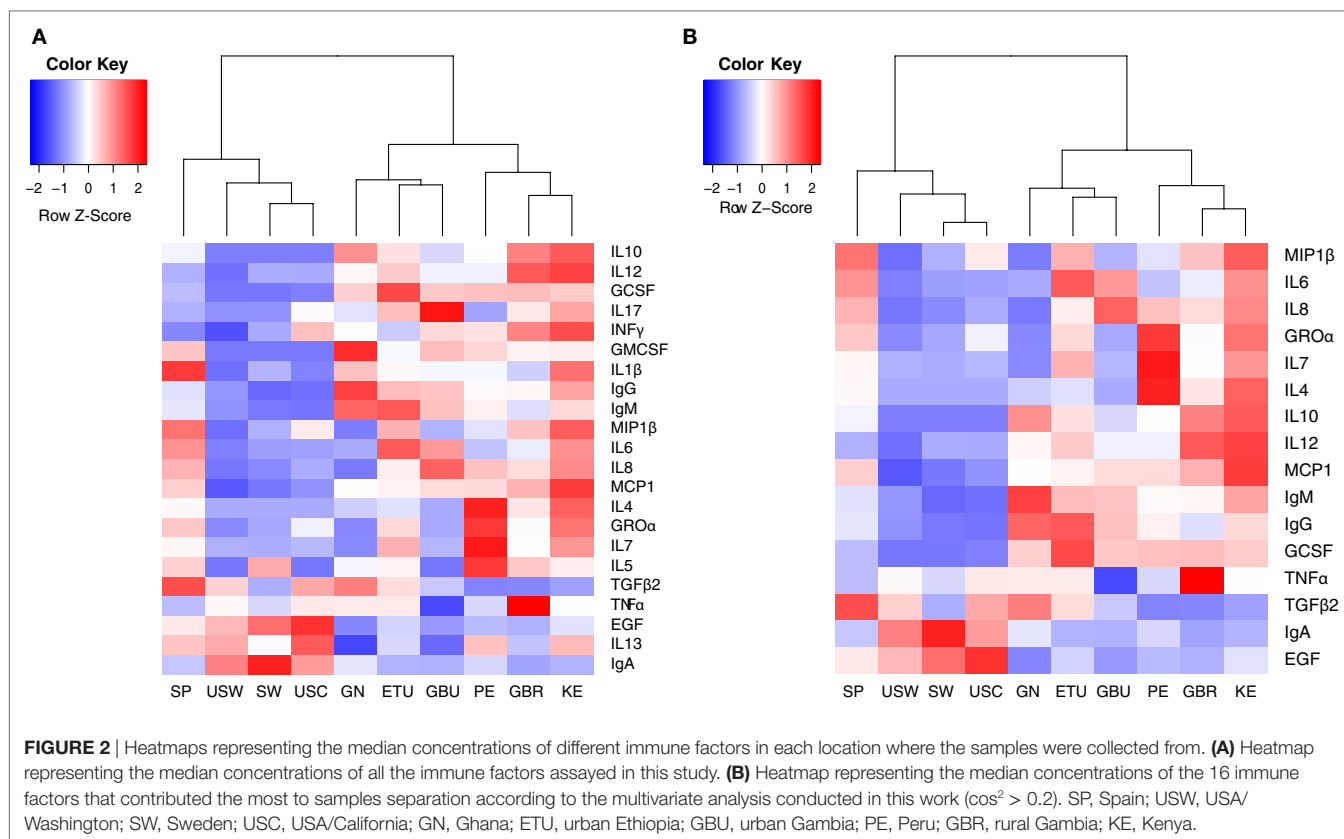 A
Color Key
−2 −1 0 1 2
Row Z-Score
IL10
IL12
GCSF
IL17
INFγ
GMCSF
IL1β
IgG
IgM
MIP1β
IL6
IL8
MCP1
IL4
GROα
IL7
IL5
TGFβ2
TNFα
EGF
IL13
IgA
SP USW SW USC GN ETU GBU PE GBR KE
B
Color Key
−2 −1 0 1 2
Row Z−Score
MIP1β
IL6
IL8
GROα
IL7
IL4
IL10
IL12
MCP1
IgM
IgG
GCSF
TNFα
TGFβ2
IgA
EGF
SP USW SW USC GN ETU GBU PE GBR KE
FIGURE 2 | Heatmaps representing the median concentrations of different immune factors in each location where the samples were collected from. (A) Heatmap
representing the median concentrations of all the immune factors assayed in this study. (B) Heatmap representing the median concentrations of the 16 immune
factors that contributed the most to samples separation according to the multivariate analysis conducted in this work (cos² > 0.2). SP, Spain; USW, USA/
Washington; SW, Sweden; USC, USA/California; GN, Ghana; ETU, urban Ethiopia; GBU, urban Gambia; PE, Peru; GBR, rural Gambia; KE, Kenya.